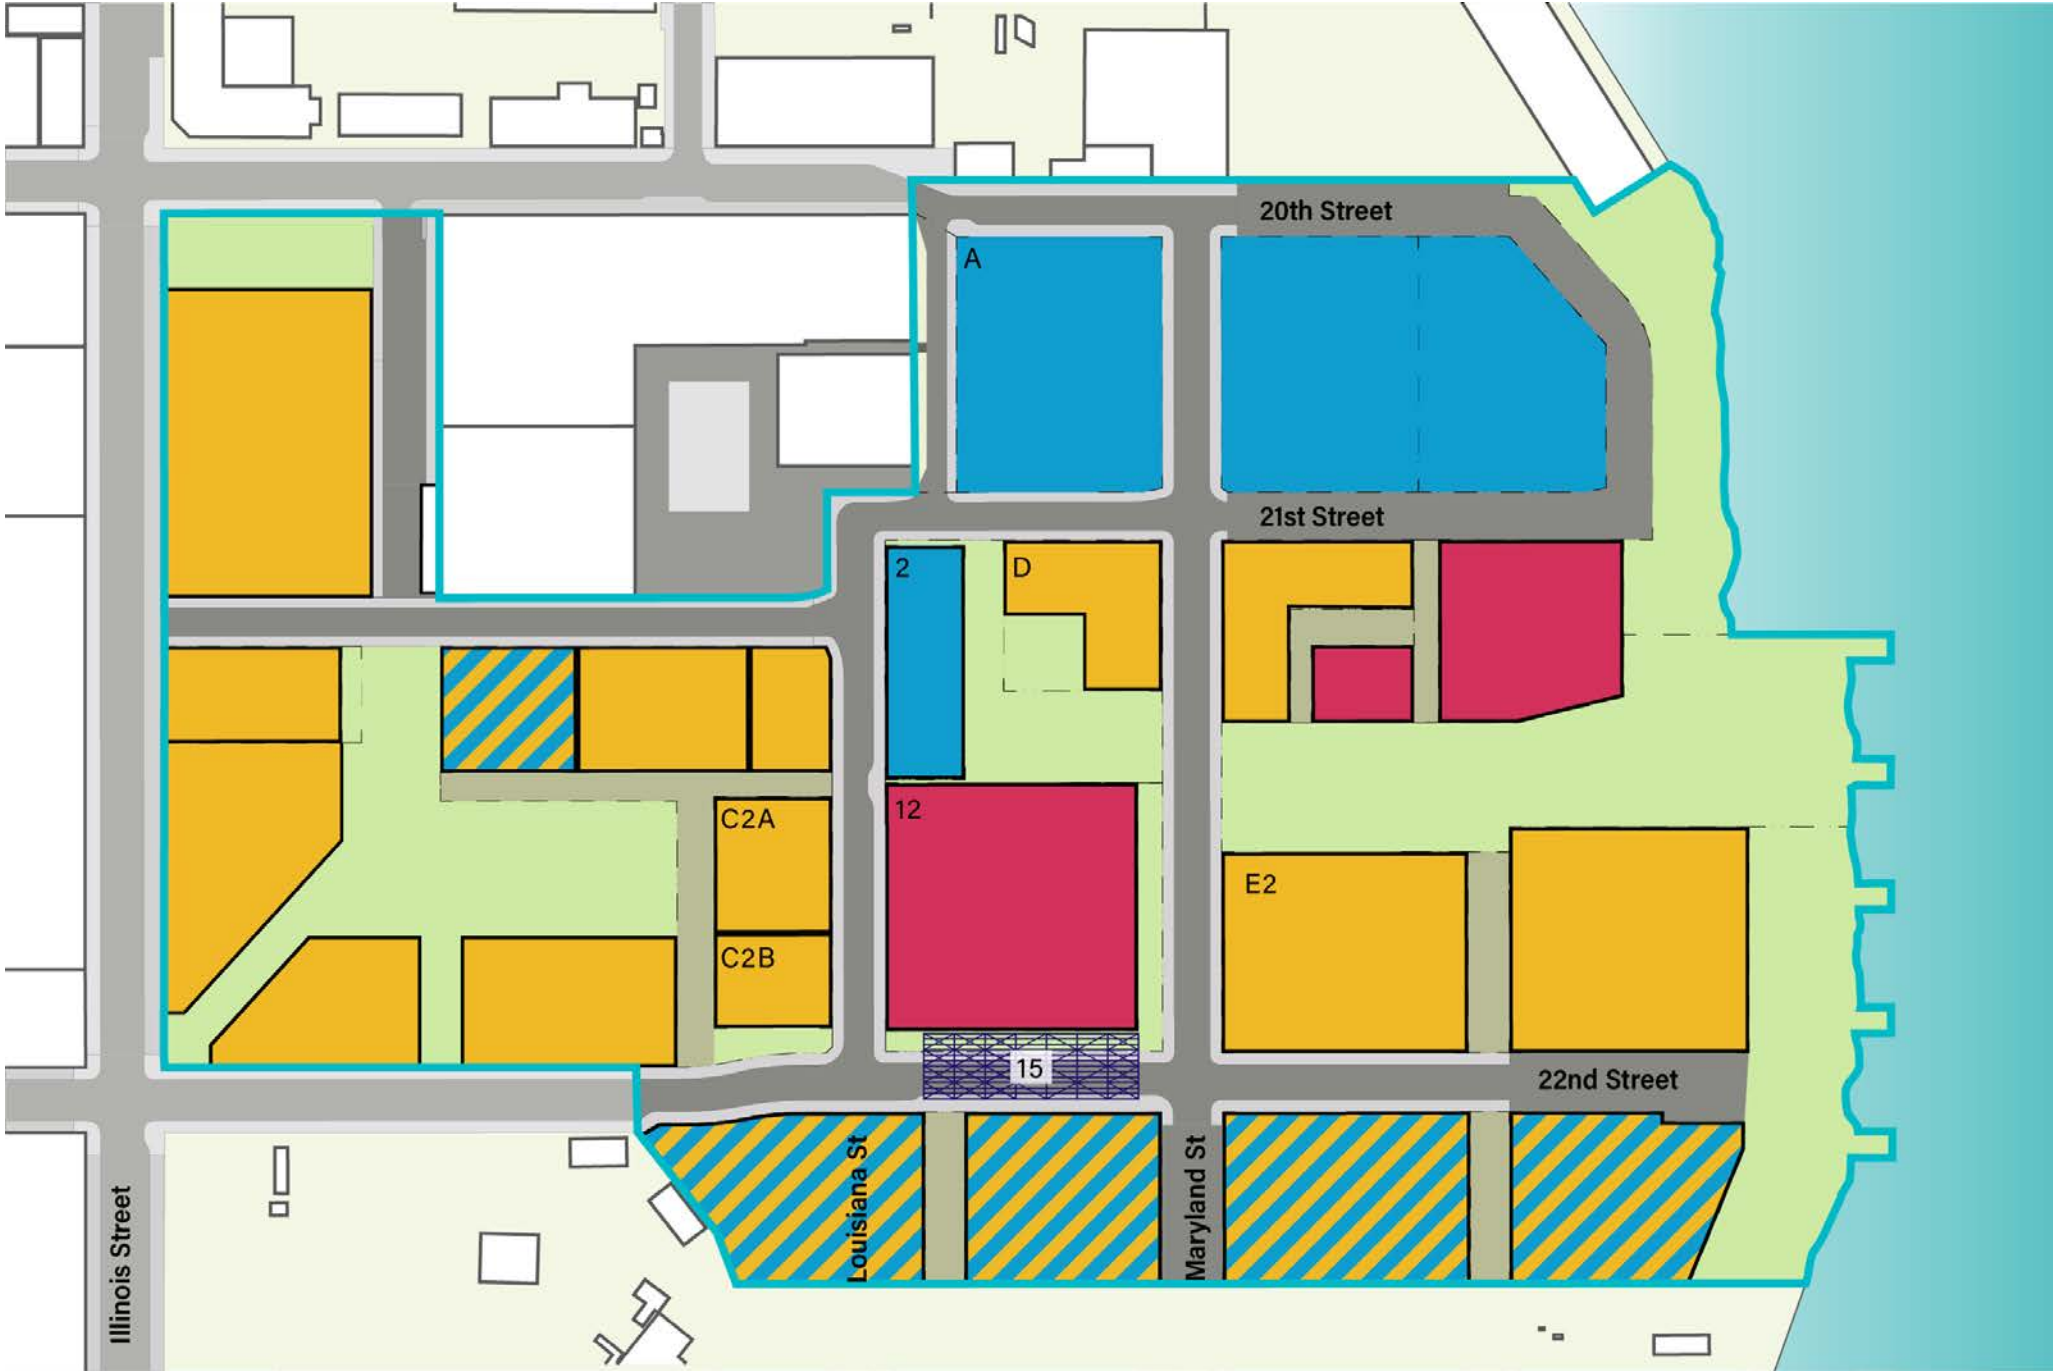 20th Street
A
21st Street
2
D
12
C2A
E2
C2B
15
22nd Street
Louisiana St
Maryland St
Illinois Street